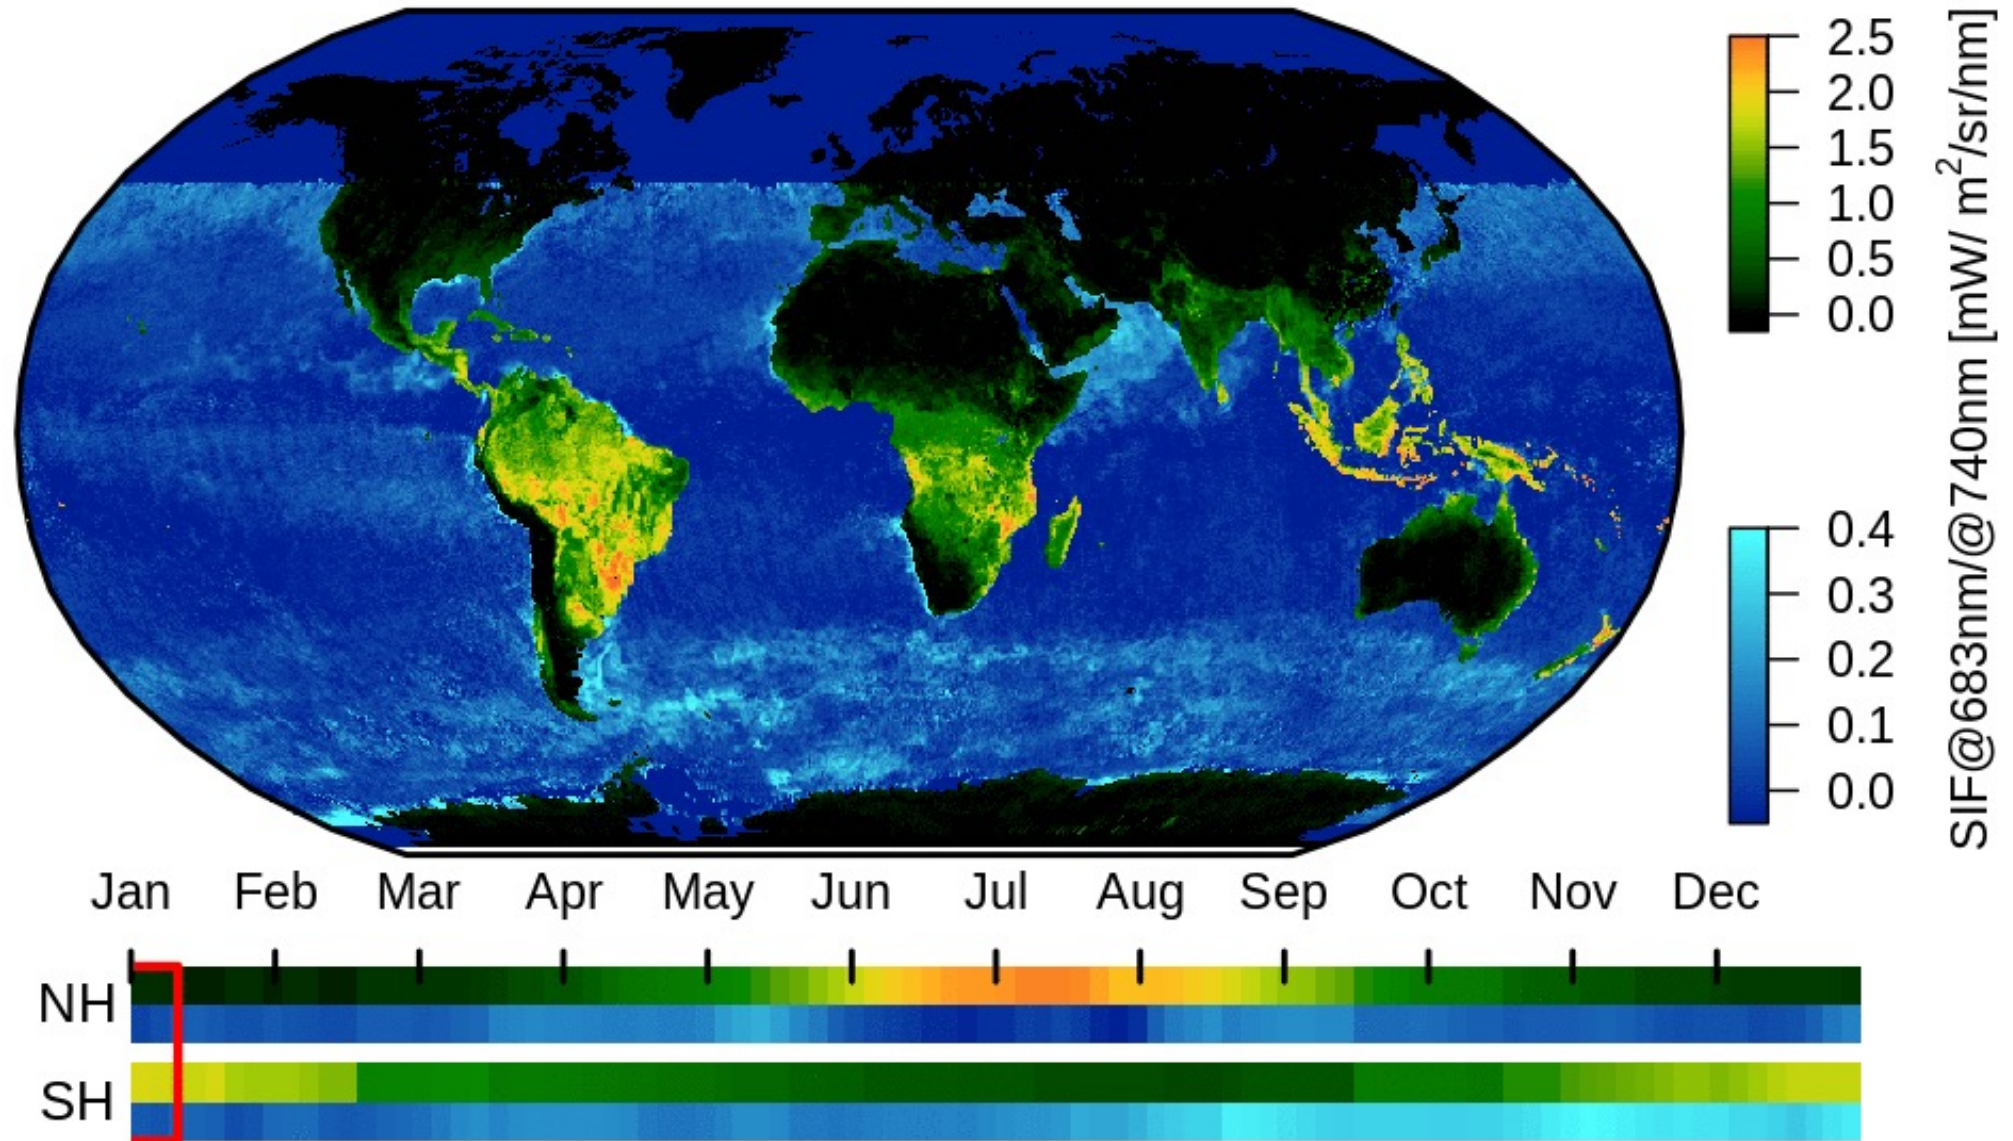 2.5
2.0
1.5
1.0
0.5
0.0
0.4
0.3
0.2
0.1
0.0
SIF@683nm/@740nm [mW/ m²/sr/nm]
Jan Feb Mar Apr May Jun Jul Aug Sep Oct Nov Dec
NH
SH